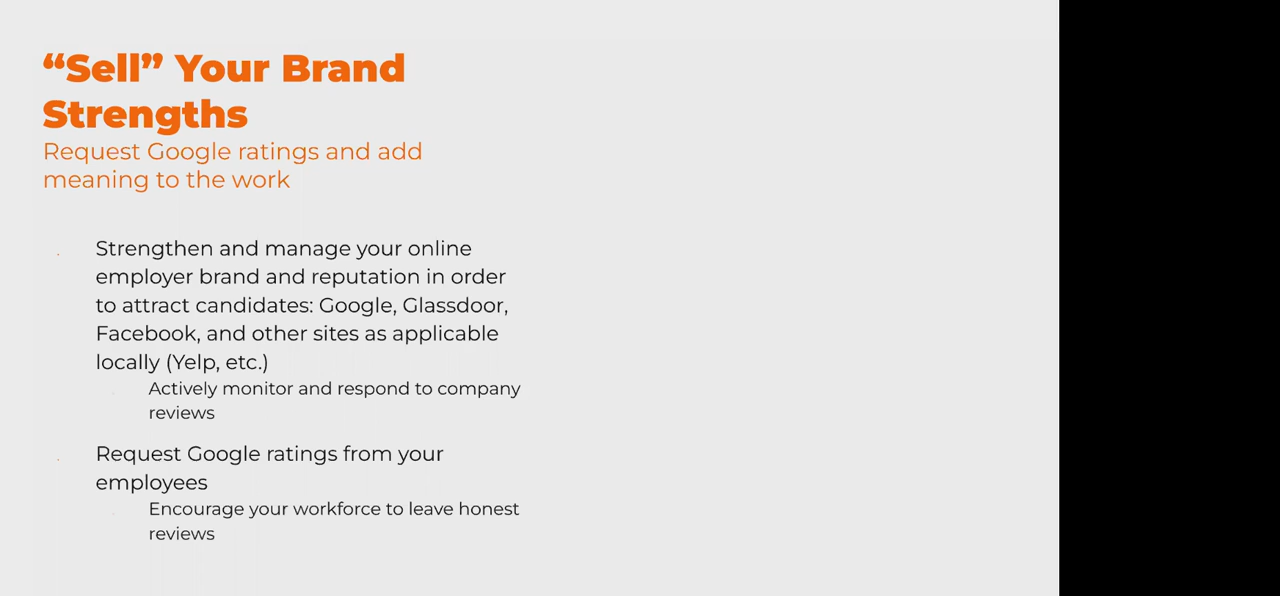 “Sell” Your Brand
Strengths
Request Google ratings and add
meaning to the work
Strengthen and manage your online
employer brand and reputation in order
to attract candidates: Google, Glassdoor,
Facebook, and other sites as applicable
locally (Yelp, etc.)
Actively monitor and respond to company
reviews
Request Google ratings from your
employees
Encourage your workforce to leave honest
reviews